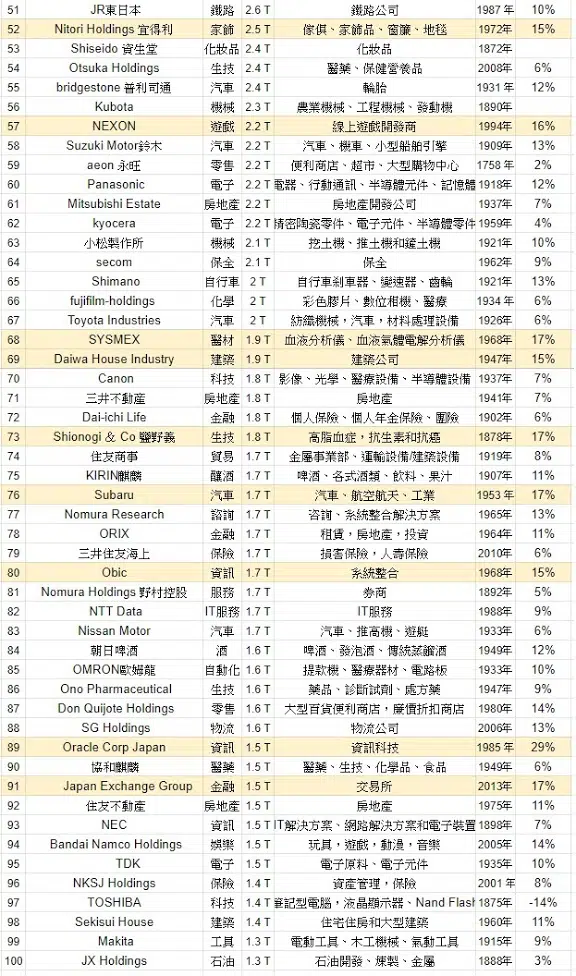 51 JR東日本 鐵路 2.6 T 鐵路公司 1987 年 10%
52 Nitori Holdings 宜得利 家飾 2.5 T 傢俱、家飾品、窗簾、地毯 1972年 15%
53 Shiseido 資生堂 化妝品 2.4 T 化妝品 1872年
54 Otsuka Holdings 生技 2.4 T 醫藥、保健營養品 2008年 6%
55 bridgestone 普利司通 汽車 2.4 T 輪胎 1931 年 12%
56 Kubota 機械 2.3 T 農業機械、工程機械、發動機 1890年
57 NEXON 遊戲 2.2 T 線上遊戲開發商 1994年 16%
58 Suzuki Motor鈴木 汽車 2.2 T 汽車、機車、小型船舶引擎 1909年 13%
59 aeon 永旺 零售 2.2 T 便利商店、超市、大型購物中心 1758 年 2%
60 Panasonic 電子 2.2 T 電器、行動通訊、半導體元件、記憶體 1918年 12%
61 Mitsubishi Estate 房地產 2.2 T 房地產開發公司 1937年 7%
62 kyocera 電子 2.2 T 精密陶瓷零件、電子元件、半導體零件 1959年 4%
63 小松製作所 機械 2.1 T 挖土機、推土機和鏟土機 1921年 10%
64 secom 保全 2.1 T 保全 1962年 9%
65 Shimano 自行車 2 T 自行車剎車器、變速器、齒輪 1921年 13%
66 fujifilm-holdings 化學 2 T 彩色膠片、數位相機、醫療 1934 年 6%
67 Toyota Industries 汽車 2 T 紡織機械，汽車，材料處理設備 1926年 6%
68 SYSMEX 醫材 1.9 T 血液分析儀、血液氣體電解分析儀 1968年 17%
69 Daiwa House Industry 建築 1.9 T 建築公司 1947年 15%
70 Canon 科技 1.8 T 影像、光學、醫療設備、半導體設備 1937年 7%
71 三井不動產 房地產 1.8 T 房地產 1941年 7%
72 Dai-ichi Life 金融 1.8 T 個人保險、個人年金保險、團險 1902年 6%
73 Shionogi & Co 鹽野義 生技 1.8 T 高脂血症，抗生素和抗癌 1878年 17%
74 住友商事 貿易 1.7 T 金屬事業部、運輸設備/建築設備 1919年 8%
75 KIRIN麒麟 釀酒 1.7 T 啤酒、各式酒類、飲料、果汁 1907年 11%
76 Subaru 汽車 1.7 T 汽車、航空航天、工業 1953 年 17%
77 Nomura Research 諮詢 1.7 T 咨詢、系統整合解決方案 1965年 13%
78 ORIX 金融 1.7 T 租賃，房地產，投資 1964年 11%
79 三井住友海上 保險 1.7 T 損害保險，人壽保險 2010年 6%
80 Obic 資訊 1.7 T 系統整合 1968年 15%
81 Nomura Holdings 野村控股 服務 1.7 T 券商 1892年 5%
82 NTT Data IT服務 1.7 T IT服務 1988年 9%
83 Nissan Motor 汽車 1.7 T 汽車、推高機、遊艇 1933年 6%
84 朝日啤酒 酒 1.6 T 啤酒、發泡酒、傳統蒸餾酒 1949年 12%
85 OMRON歐姆龍 自動化 1.6 T 提款機、醫療器材、電路板 1933年 10%
86 Ono Pharmaceutical 生技 1.6 T 藥品、診斷試劑、處方藥 1947年 9%
87 Don Quijote Holdings 零售 1.6 T 大型百貨便利商店，廉價折扣商店 1980年 14%
88 SG Holdings 物流 1.6 T 物流公司 2006年 13%
89 Oracle Corp Japan 資訊 1.5 T 資訊科技 1985 年 29%
90 協和麒麟 醫藥 1.5 T 醫藥、生技、化學品、食品 1949年 6%
91 Japan Exchange Group 金融 1.5 T 交易所 2013年 17%
92 住友不動產 房地產 1.5 T 房地產 1975年 11%
93 NEC 資訊 1.5 T IT解決方案、網路解決方案和電子裝置 1898年 7%
94 Bandai Namco Holdings 娛樂 1.5 T 玩具，遊戲，動漫，音樂 2005年 14%
95 TDK 電子 1.5 T 電子原料、電子元件 1935年 10%
96 NKSJ Holdings 保險 1.4 T 資產管理，保險 2001 年 8%
97 TOSHIBA 科技 1.4 T 筆記型電腦，液晶顯示器、Nand Flash 1875年 -14%
98 Sekisui House 建築 1.4 T 住宅住房和大型建築 1960年 11%
99 Makita 工具 1.3 T 電動工具、木工機械、氣動工具 1915年 9%
100 JX Holdings 石油 1.3 T 石油開發、煉製、金屬 1888年 3%